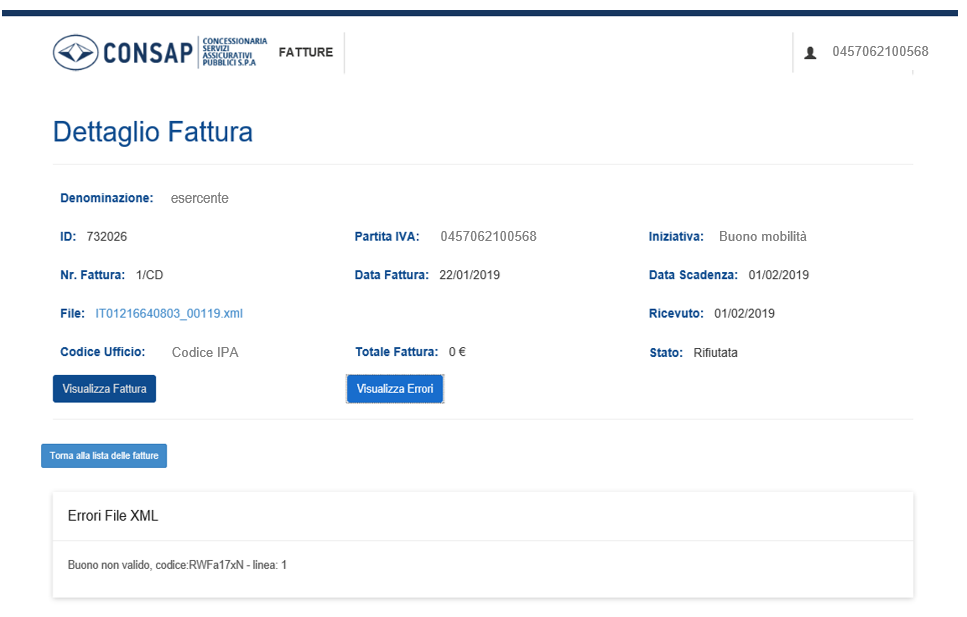 CONSAP CONCESSIONARIA SERVIZI ASSICURATIVI PUBBLICI S.P.A FATTURE 0457062100568
Dettaglio Fattura
Denominazione: esercente
ID: 732026 Partita IVA: 0457062100568 Iniziativa: Buono mobilità
Nr. Fattura: 1/CD Data Fattura: 22/01/2019 Data Scadenza: 01/02/2019
File: IT01216640803_00119.xml Ricevuto: 01/02/2019
Codice Ufficio: Codice IPA Totale Fattura: 0 € Stato: Rifiutata
Visualizza Fattura Visualizza Errori
Torna alla lista delle fatture
Errori File XML
Buono non valido, codice:RWFa17xN - linea: 1